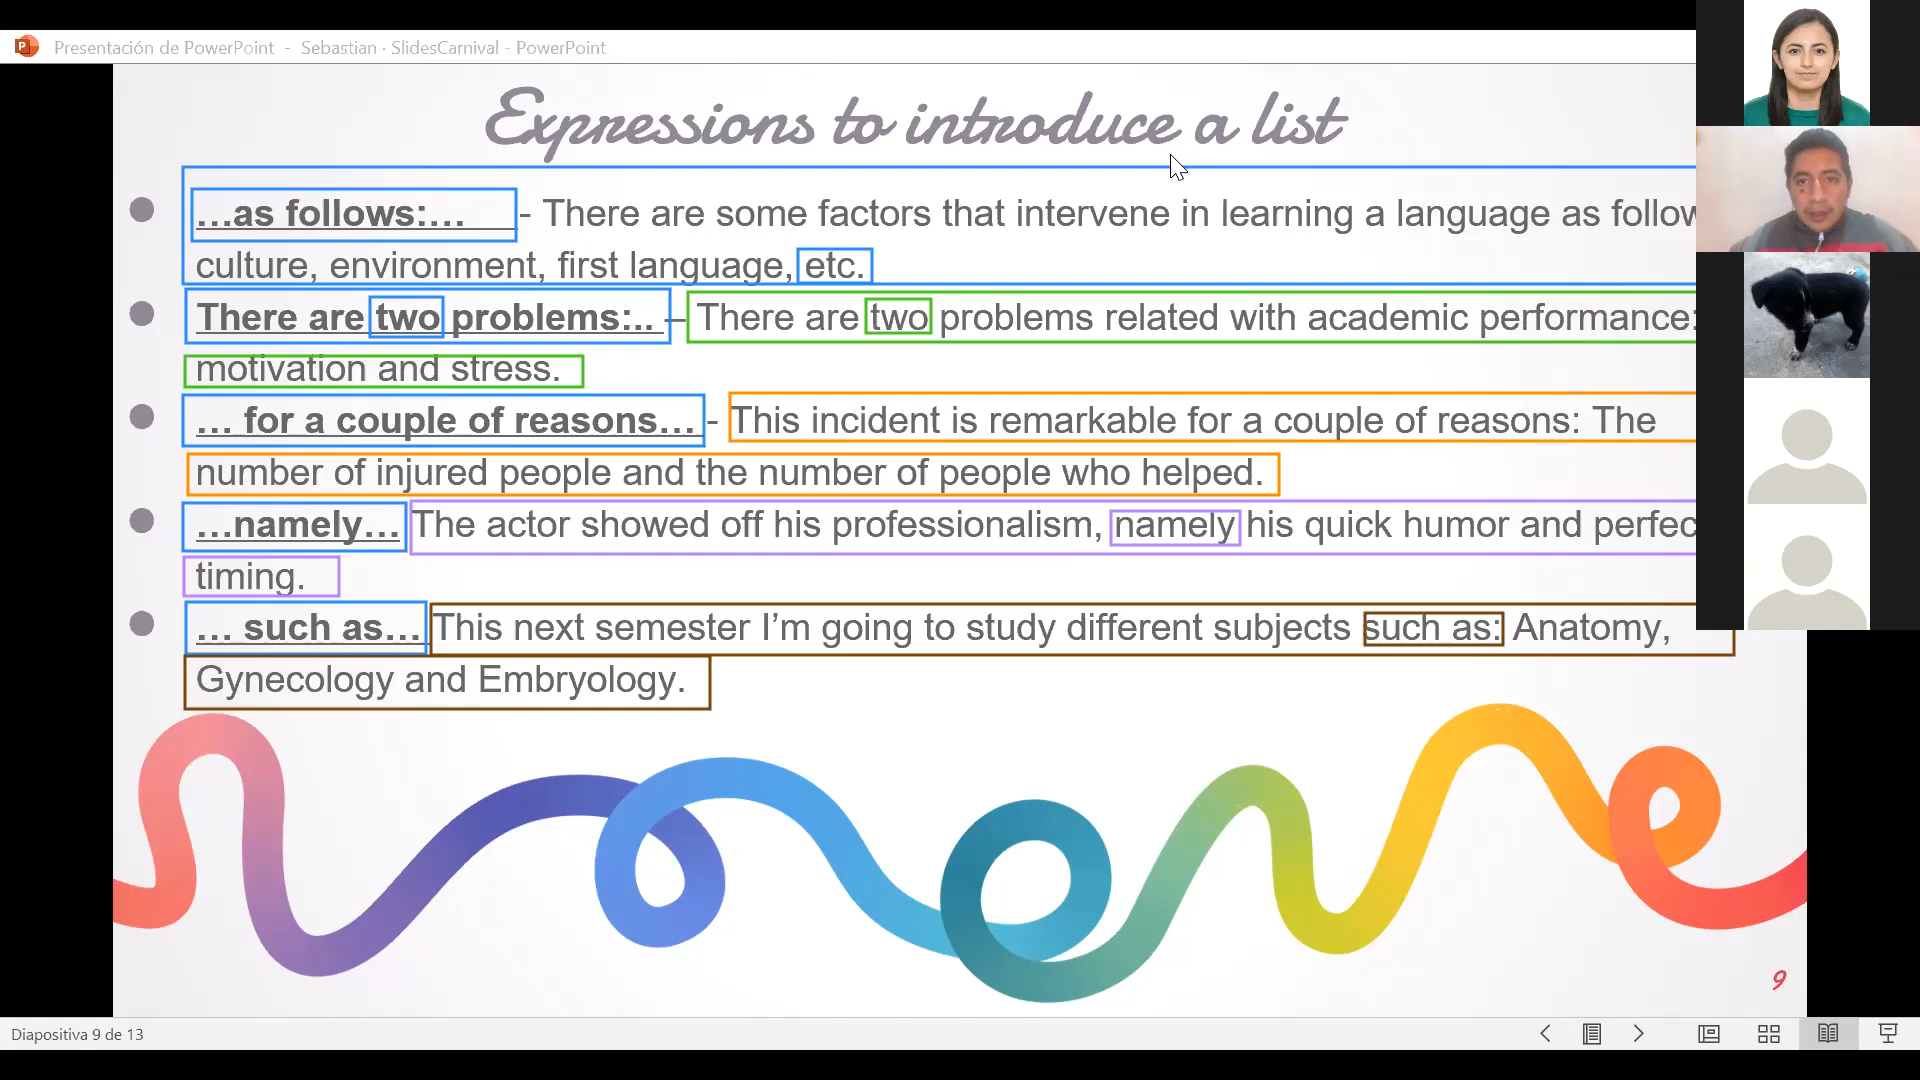 Presentación de PowerPoint - Sebastian · SlidesCarnival - PowerPoint
Expressions to introduce a list
…as follows:… - There are some factors that intervene in learning a language as
culture, environment, first language, etc.
There are two problems:.. – There are two problems related with academic performance:
motivation and stress.
… for a couple of reasons… - This incident is remarkable for a couple of reasons: The
number of injured people and the number of people who helped.
…namely… The actor showed off his professionalism, namely his quick humor and
timing.
… such as… This next semester I’m going to study different subjects such as: Anatomy,
Gynecology and Embryology.
9
Diapositiva 9 de 13